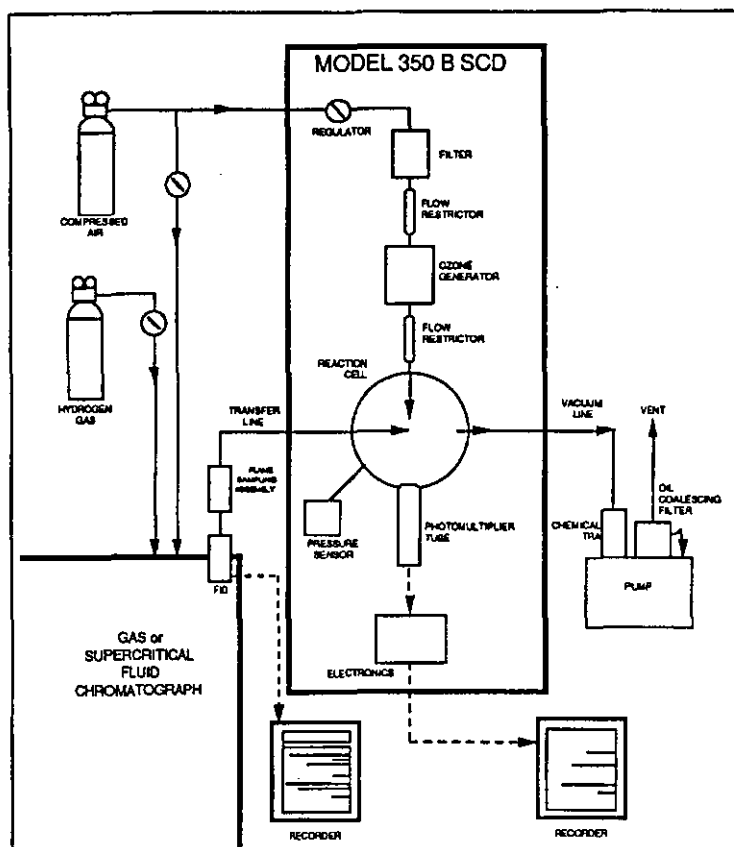 MODEL 350 B SCD
REGULATOR
COMPRESSED
AIR
FILTER
FLOW
RESTRICTOR
OZONE
GENERATOR
FLOW
RESTRICTOR
HYDROGEN
GAS
REACTION
CELL
TRANSFER
LINE
VACUUM
LINE
VENT
FLAME
SAMPLING
ASSEMBLY
PRESSURE
SENSOR
PHOTOMULTIPLIER
TUBE
OIL
COALESCING
FILTER
CHEMICAL
TRA
PUMP
FID
GAS or
SUPERCRITICAL
FLUID
CHROMATOGRAPH
ELECTRONICS
RECORDER
RECORDER